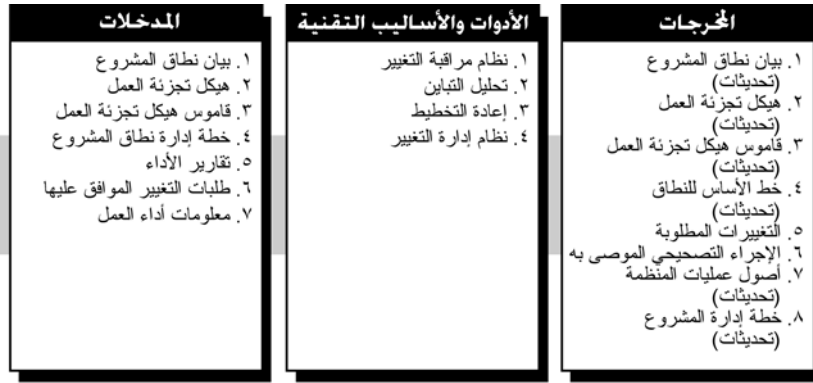 المدخلات
١. بيان نطاق المشروع
٢. هيكل تجزئة العمل
٣. قاموس هيكل تجزئة العمل
٤. خطة إدارة نطاق المشروع
٥. تقارير الأداء
٦. طلبات التغيير الموافق عليها
٧. معلومات أداء العمل
الأدوات والأساليب التقنية
١. نظام مراقبة التغيير
٢. تحليل التباين
٣. إعادة التخطيط
٤. نظام إدارة التغيير
المخرجات
١. بيان نطاق المشروع
(تحديثات)
٢. هيكل تجزئة العمل
(تحديثات)
٣. قاموس هيكل تجزئة العمل
(تحديثات)
٤. خط الأساس للنطاق
(تحديثات)
٥. التغييرات المطلوبة
٦. الإجراء التصحيحي الموصى به
٧. أصول عمليات المنظمة
(تحديثات)
٨. خطة إدارة المشروع
(تحديثات)